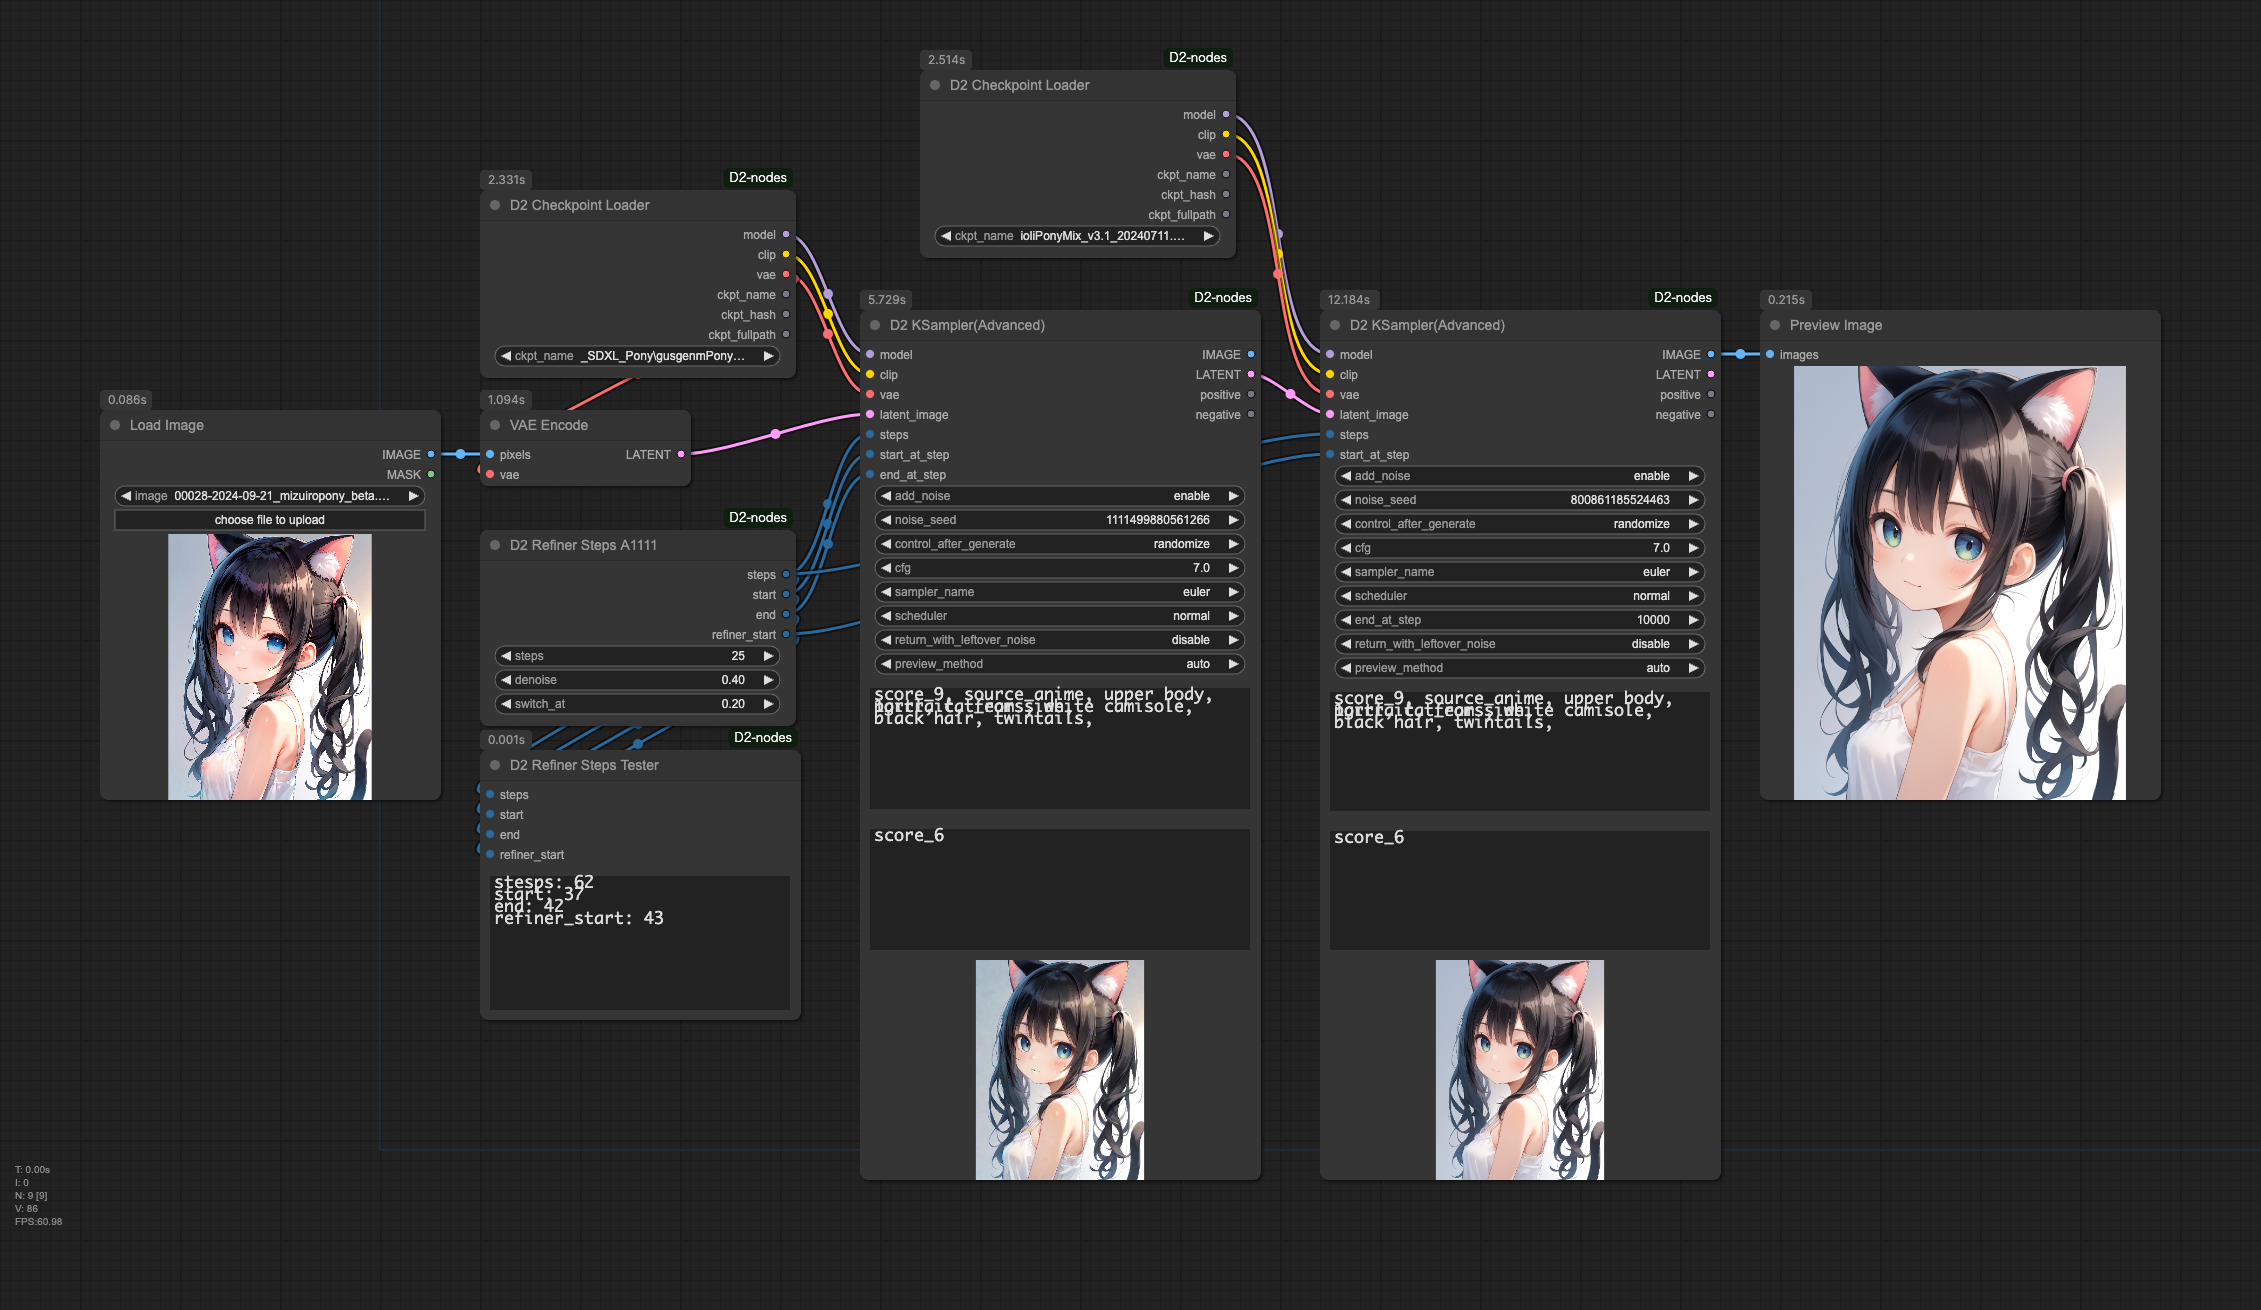 2.514s
D2-nodes
D2 Checkpoint Loader
model
clip
vae
ckpt_name
ckpt_hash
ckpt_fullpath
ckpt_name ioliPonyMix_v3.1_20240711....
2.331s
D2-nodes
D2 Checkpoint Loader
model
clip
vae
ckpt_name
ckpt_hash
ckpt_fullpath
ckpt_name _SDXL_Pony\gusgenmPony...
0.086s
Load Image
IMAGE
MASK
image 00028-2024-09-21_mizuiropony_beta....
choose file to upload
1.094s
VAE Encode
pixels LATENT
vae
D2-nodes
D2 Refiner Steps A1111
steps
start
end
refiner_start
steps 25
denoise 0.40
switch_at 0.20
0.001s
D2-nodes
D2 Refiner Steps Tester
steps
start
end
refiner_start
stesps: 62
start: 37
end: 42
refiner_start: 43
5.729s
D2-nodes
D2 KSampler(Advanced)
model IMAGE
clip LATENT
vae positive
latent_image negative
steps
start_at_step
end_at_step
add_noise enable
noise_seed 1111499880561266
control_after_generate randomize
cfg 7.0
sampler_name euler
scheduler normal
return_with_leftover_noise disable
preview_method auto
score_9, source_anime, upper body,
white camisole,
black hair, twintails,
score_6
12.184s
D2-nodes
D2 KSampler(Advanced)
model IMAGE
clip LATENT
vae positive
latent_image negative
steps
start_at_step
add_noise enable
noise_seed 800861185524463
control_after_generate randomize
cfg 7.0
sampler_name euler
scheduler normal
end_at_step 10000
return_with_leftover_noise disable
preview_method auto
score_9, source_anime, upper body,
white camisole,
black hair, twintails,
score_6
0.215s
Preview Image
images
T: 0.00s
I: 0
N: 9 [9]
V: 86
FPS:60.98